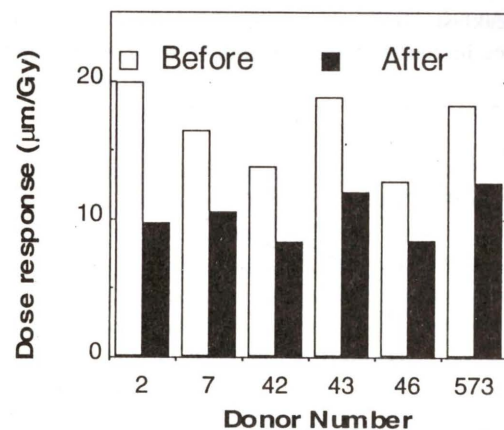 Dose response (μm/Gy)
20
10
0
Before After
2 7 42 43 46 573
Donor Number